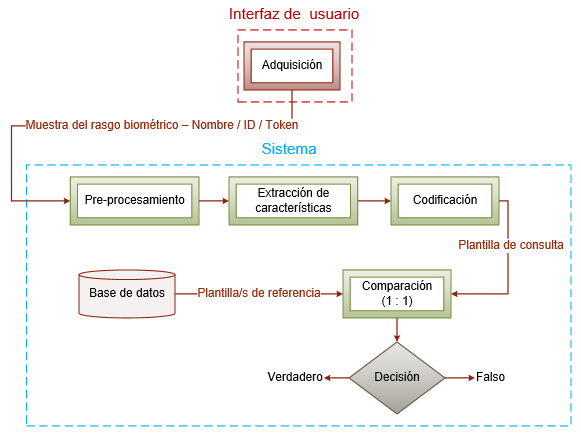 Interfaz de usuario
Adquisición
Muestra del rasgo biométrico – Nombre / ID / Token
Sistema
Pre-procesamiento
Extracción de
características
Codificación
Plantilla de consulta
Base de datos
Plantilla/s de referencia
Comparación
(1 : 1)
Verdadero
Decisión
Falso